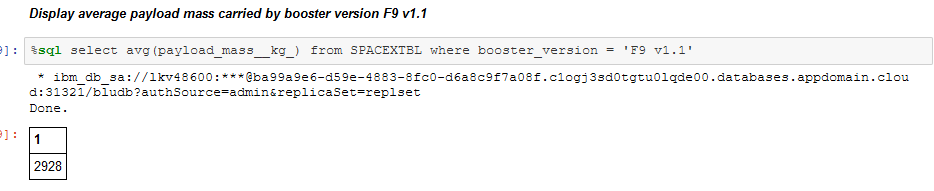 Display average payload mass carried by booster version F9 v1.1
9]: %sql select avg(payload_mass__kg_) from SPACEXTBL where booster_version = 'F9 v1.1'
* ibm_db_sa://lkv48600:***@ba99a9e6-d59e-4883-8fc0-d6a8c9f7a08f.c1ogj3sd0tgtu0lqde00.databases.appdomain.clou
d:31321/bludb?authSource=admin&replicaSet=replset
Done.
9]: 1
2928